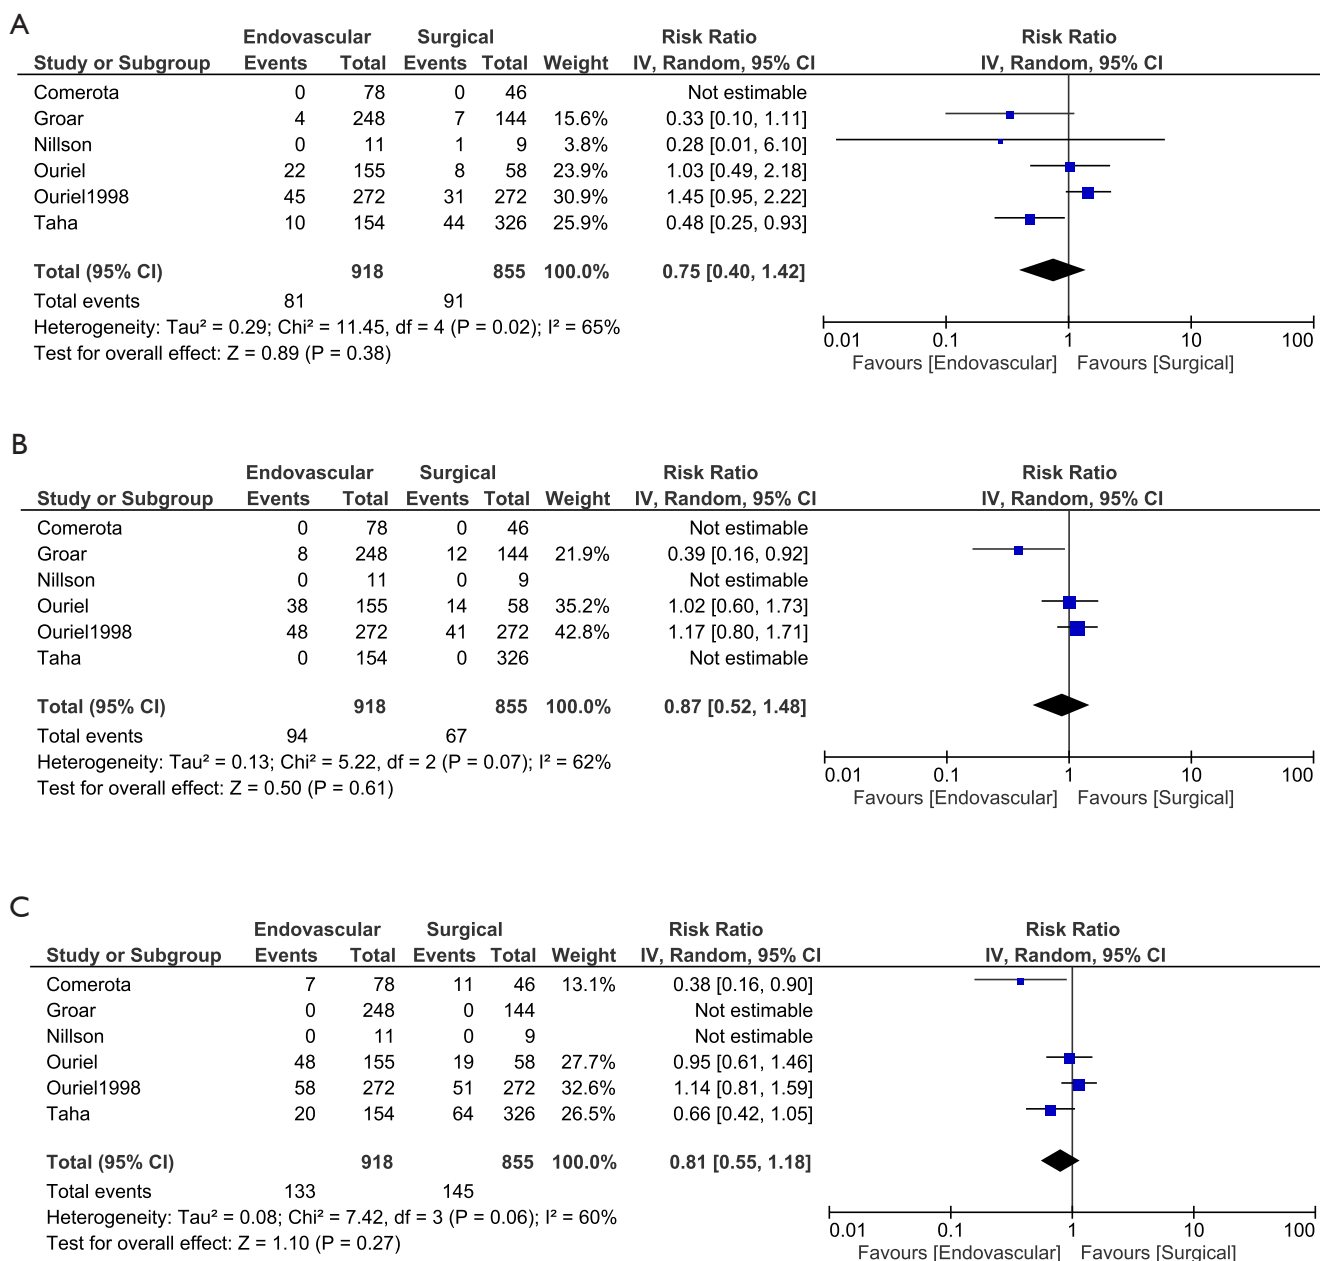 A
Endovascular Surgical Risk Ratio Risk Ratio
Study or Subgroup Events Total Events Total Weight IV, Random, 95% CI IV, Random, 95% CI
Comerota 0 78 0 46 Not estimable
Groar 4 248 7 144 15.6% 0.33 [0.10, 1.11]
Nillson 0 11 1 9 3.8% 0.28 [0.01, 6.10]
Ouriel 22 155 8 58 23.9% 1.03 [0.49, 2.18]
Ouriel1998 45 272 31 272 30.9% 1.45 [0.95, 2.22]
Taha 10 154 44 326 25.9% 0.48 [0.25, 0.93]
Total (95% CI) 918 855 100.0% 0.75 [0.40, 1.42]
Total events 81 91
Heterogeneity: Tau² = 0.29; Chi² = 11.45, df = 4 (P = 0.02); I² = 65%
Test for overall effect: Z = 0.89 (P = 0.38)
0.01 0.1 1 10 100
Favours [Endovascular] Favours [Surgical]
B
Endovascular Surgical Risk Ratio Risk Ratio
Study or Subgroup Events Total Events Total Weight IV, Random, 95% CI IV, Random, 95% CI
Comerota 0 78 0 46 Not estimable
Groar 8 248 12 144 21.9% 0.39 [0.16, 0.92]
Nillson 0 11 0 9 Not estimable
Ouriel 38 155 14 58 35.2% 1.02 [0.60, 1.73]
Ouriel1998 48 272 41 272 42.8% 1.17 [0.80, 1.71]
Taha 0 154 0 326 Not estimable
Total (95% CI) 918 855 100.0% 0.87 [0.52, 1.48]
Total events 94 67
Heterogeneity: Tau² = 0.13; Chi² = 5.22, df = 2 (P = 0.07); I² = 62%
Test for overall effect: Z = 0.50 (P = 0.61)
0.01 0.1 1 10 100
Favours [Endovascular] Favours [Surgical]
C
Endovascular Surgical Risk Ratio Risk Ratio
Study or Subgroup Events Total Events Total Weight IV, Random, 95% CI IV, Random, 95% CI
Comerota 7 78 11 46 13.1% 0.38 [0.16, 0.90]
Groar 0 248 0 144 Not estimable
Nillson 0 11 0 9 Not estimable
Ouriel 48 155 19 58 27.7% 0.95 [0.61, 1.46]
Ouriel1998 58 272 51 272 32.6% 1.14 [0.81, 1.59]
Taha 20 154 64 326 26.5% 0.66 [0.42, 1.05]
Total (95% CI) 918 855 100.0% 0.81 [0.55, 1.18]
Total events 133 145
Heterogeneity: Tau² = 0.08; Chi² = 7.42, df = 3 (P = 0.06); I² = 60%
Test for overall effect: Z = 1.10 (P = 0.27)
0.01 0.1 1 10 100
Favours [Endovascular] Favours [Surgical]